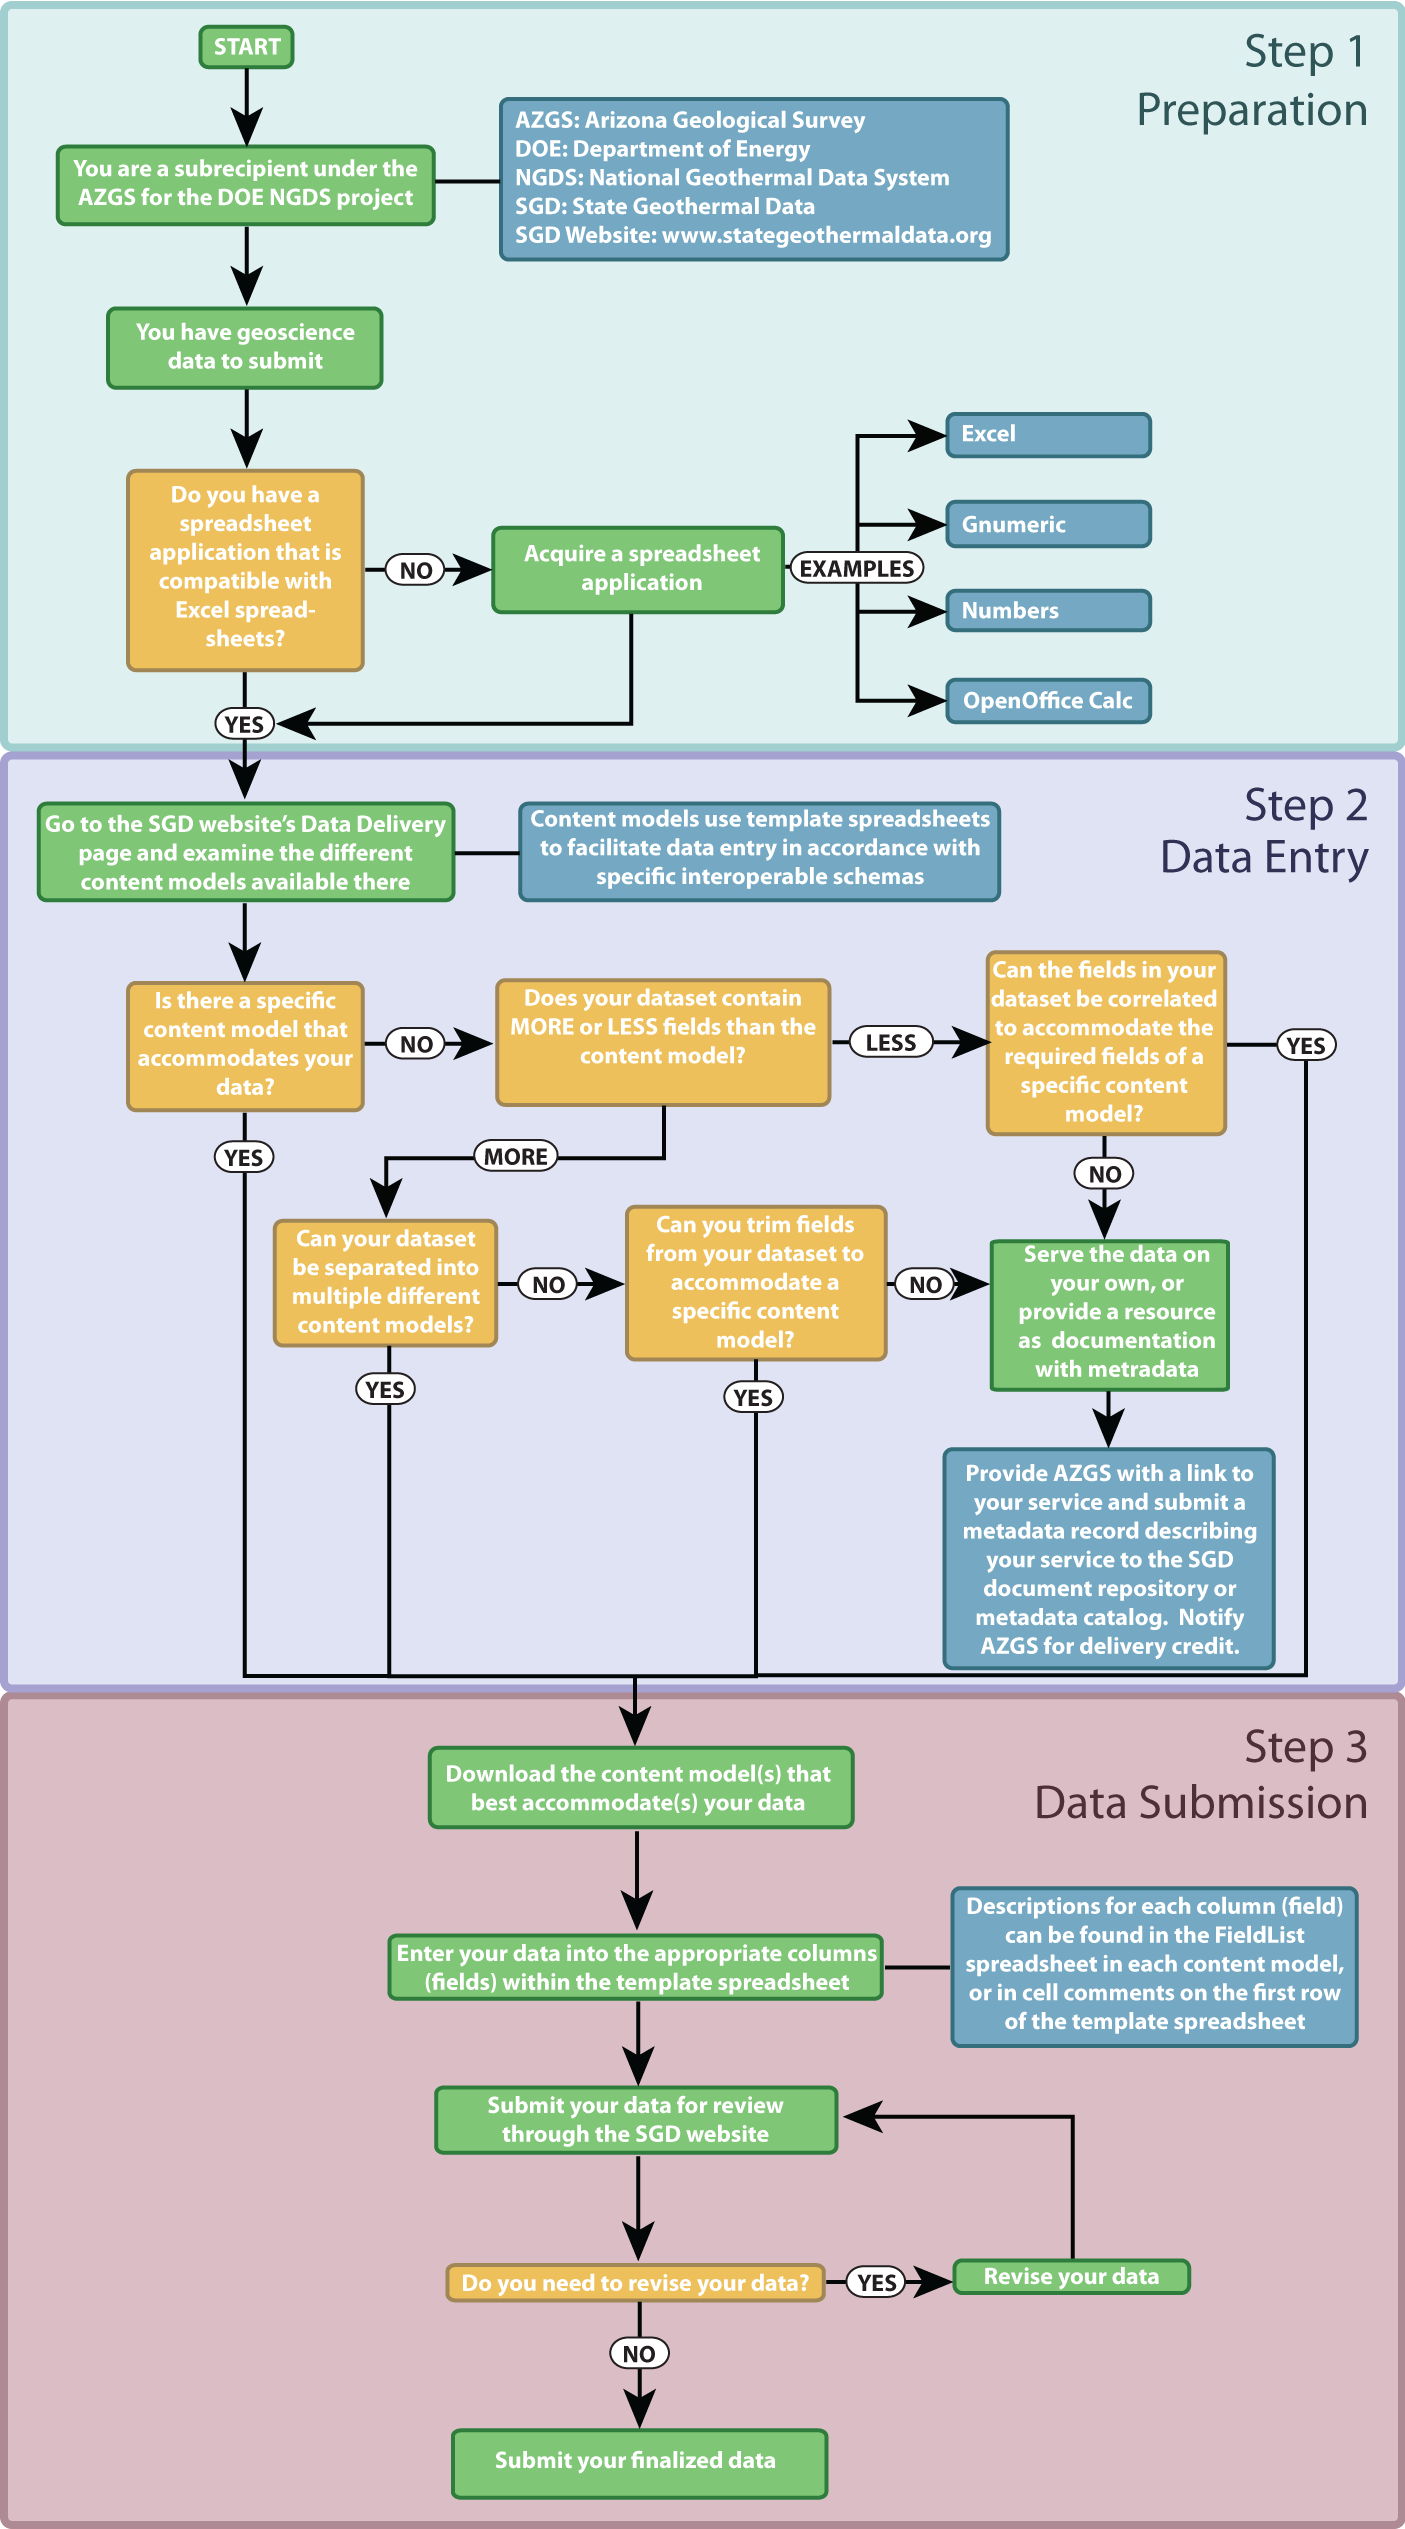 START
Step 1
Preparation
You are a subrecipient under the
AZGS for the DOE NGDS project
AZGS: Arizona Geological Survey
DOE: Department of Energy
NGDS: National Geothermal Data System
SGD: State Geothermal Data
SGD Website: www.stategeothermaldata.org
You have geoscience
data to submit
Do you have a
spreadsheet
application that is
compatible with
Excel spread-
sheets?
NO
Acquire a spreadsheet
application
EXAMPLES
Excel
Gnumeric
Numbers
OpenOffice Calc
YES
Step 2
Data Entry
Go to the SGD website's Data Delivery
page and examine the different
content models available there
Content models use template spreadsheets
to facilitate data entry in accordance with
specific interoperable schemas
Is there a specific
content model that
accommodates your
data?
NO
Does your dataset contain
MORE or LESS fields than the
content model?
LESS
Can the fields in your
dataset be correlated
to accommodate the
required fields of a
specific content
model?
YES
YES
MORE
NO
Can your dataset
be separated into
multiple different
content models?
NO
Can you trim fields
from your dataset to
accommodate a
specific content
model?
NO
Serve the data on
your own, or
provide a resource
as documentation
with metradata
YES
YES
Provide AZGS with a link to
your service and submit a
metadata record describing
your service to the SGD
document repository or
metadata catalog. Notify
AZGS for delivery credit.
Step 3
Data Submission
Download the content model(s) that
best accommodate(s) your data
Enter your data into the appropriate columns
(fields) within the template spreadsheet
Descriptions for each column (field)
can be found in the FieldList
spreadsheet in each content model,
or in cell comments on the first row
of the template spreadsheet
Submit your data for review
through the SGD website
Do you need to revise your data?
YES
Revise your data
NO
Submit your finalized data